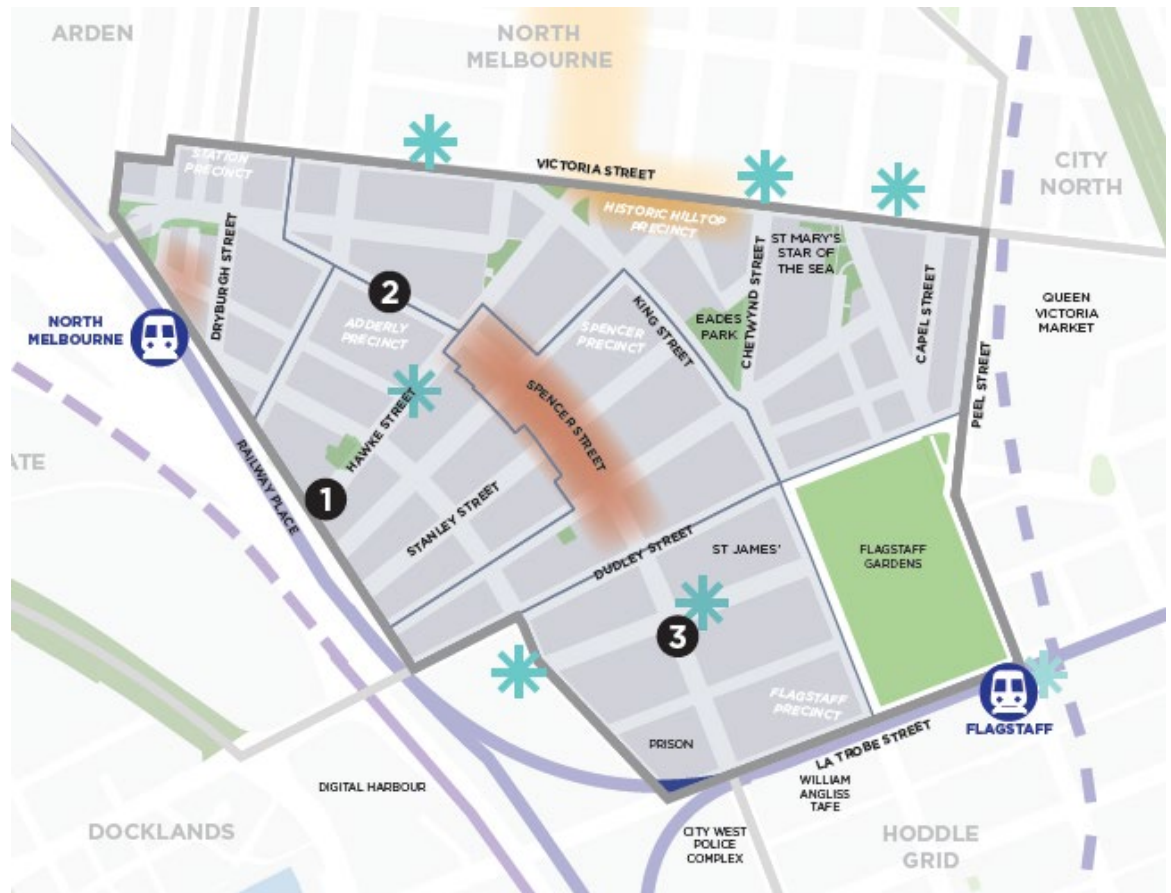 ARDEN
NORTH
MELBOURNE
CITY
NORTH
VICTORIA STREET
STATION
PRECINCT
HISTORIC HILLTOP
PRECINCT
ST MARY'S
STAR OF
THE SEA
DRYBURGH STREET
CHETWYND STREET
CAPEL STREET
PEEL STREET
QUEEN
VICTORIA
MARKET
NORTH
MELBOURNE
2
ADDERLY
PRECINCT
SPENCER
PRECINCT
KING STREET
EADES
PARK
SPENCER STREET
HAWKE STREET
RAILWAY PLACE
ATE
1
STANLEY STREET
DUDLEY STREET
ST JAMES'
FLAGSTAFF
GARDENS
3
FLAGSTAFF
PRECINCT
PRISON
FLAGSTAFF
LA TROBE STREET
WILLIAM
ANGLISS
TAFE
DIGITAL HARBOUR
DOCKLANDS
CITY WEST
POLICE
COMPLEX
HODDLE
GRID